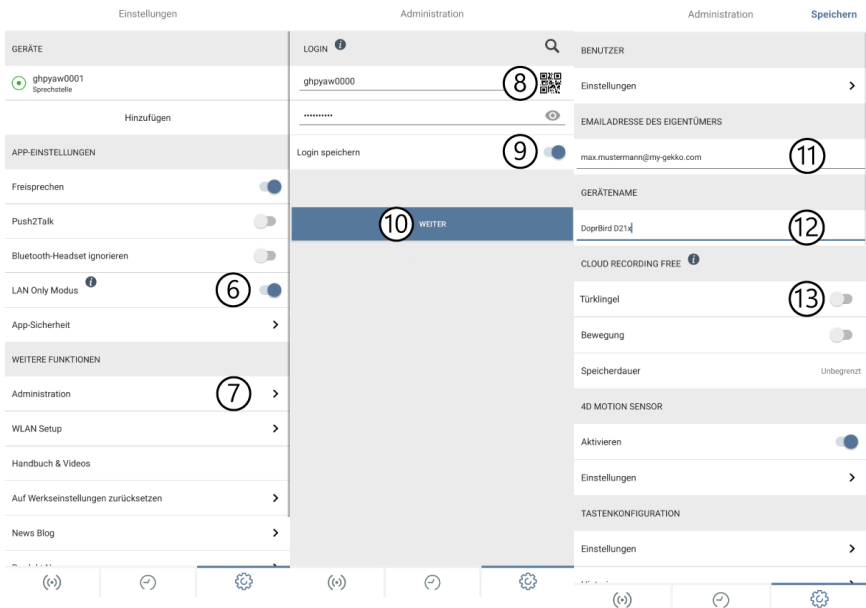 Einstellungen
GERÄTE
ghpyaw0001
Sprechstelle
Hinzufügen
APP-EINSTELLUNGEN
Freisprechen
Push2Talk
Bluetooth-Headset ignorieren
LAN Only Modus i 6
App-Sicherheit
WEITERE FUNKTIONEN
Administration 7
WLAN Setup
Handbuch & Videos
Auf Werkseinstellungen zurücksetzen
News Blog
Administration
LOGIN i
ghpyaw0000 8
••••••••••
Login speichern 9
10 WEITER
Administration Speichern
BENUTZER
Einstellungen
EMAILADRESSE DES EIGENTÜMERS
max.mustermann@my-gekko.com 11
GERÄTENAME
DoprBird D21x 12
CLOUD RECORDING FREE i
Türklingel 13
Bewegung
Speicherdauer Unbegrenzt
4D MOTION SENSOR
Aktivieren
Einstellungen
TASTENKONFIGURATION
Einstellungen